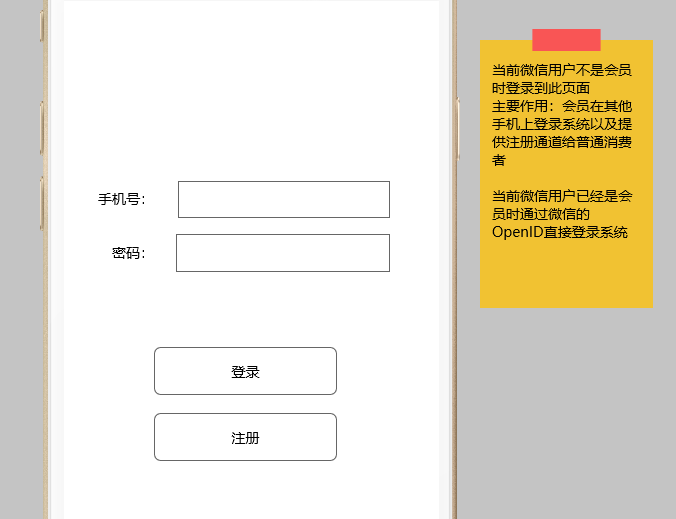 手机号：
密码：
登录
注册
当前微信用户不是会员
时登录到此页面
主要作用：会员在其他
手机上登录系统以及提
供注册通道给普通消费
者
当前微信用户已经是会
员时通过微信的
OpenID直接登录系统